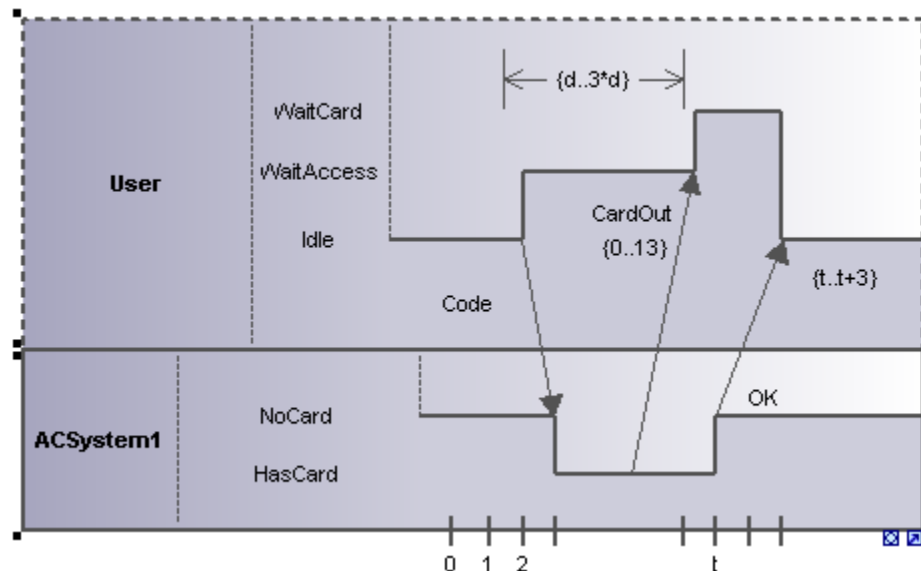 {d..3*d}
WaitCard
WaitAccess
User
CardOut
Idle
{0..13}
{t..t+3}
Code
OK
NoCard
ACSystem1
HasCard
0 1 2 t